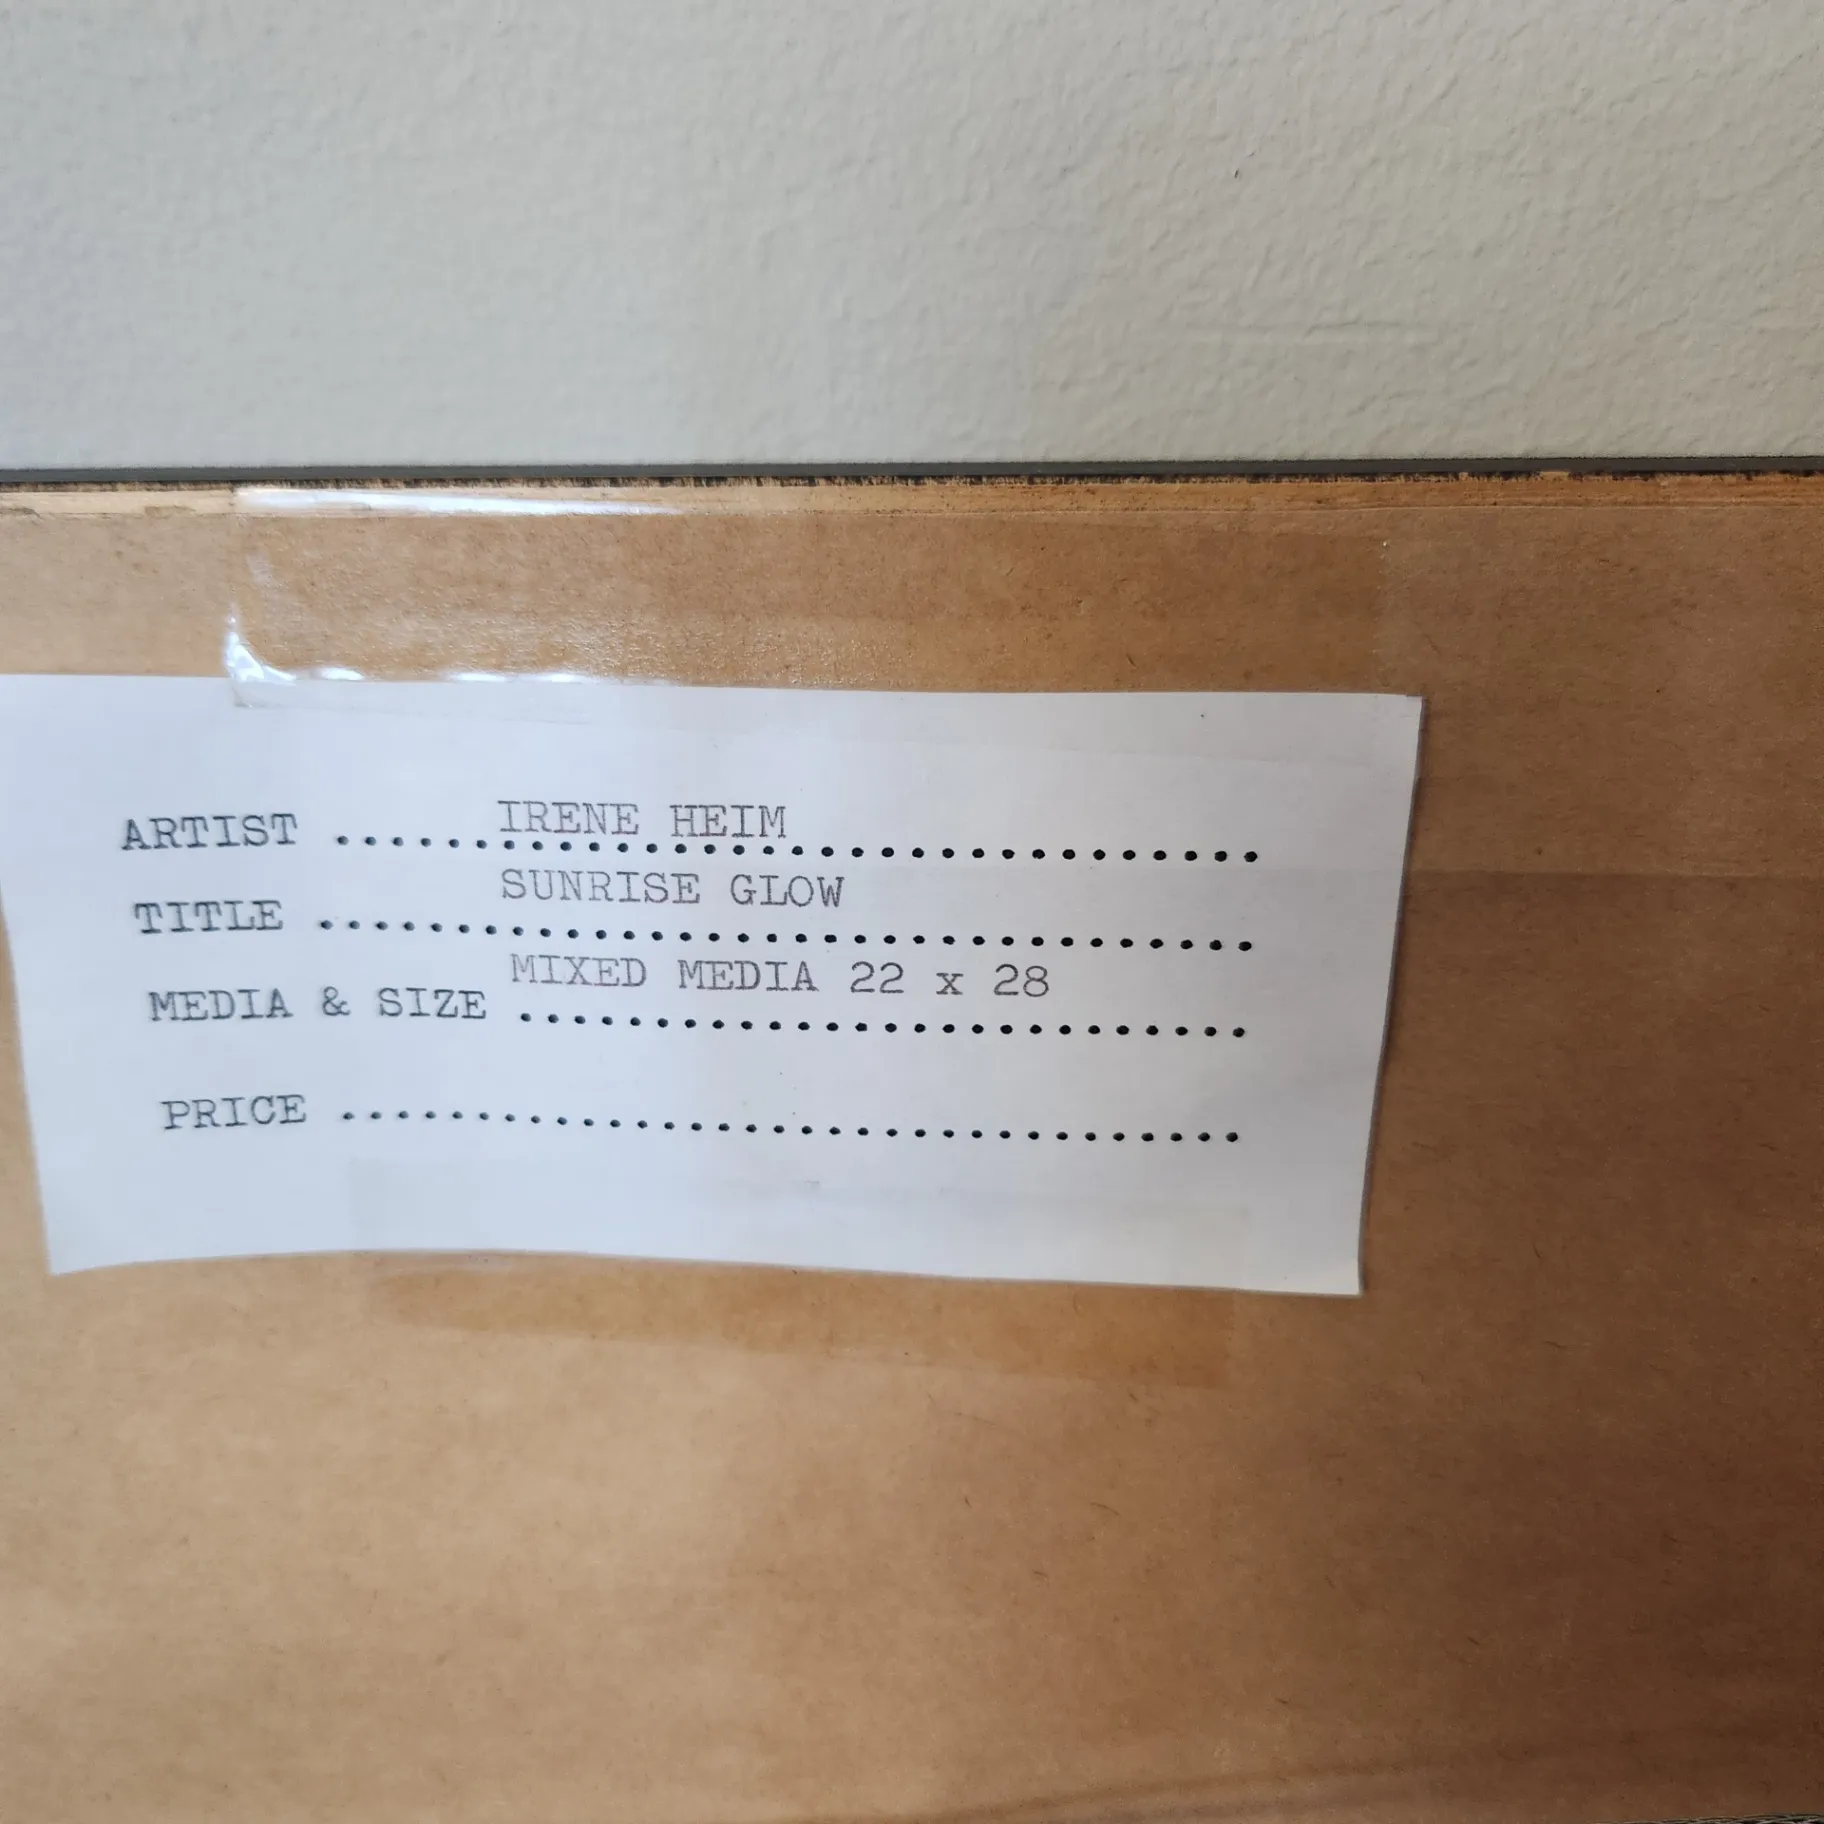 ARTIST ........IRENE HEIM..........................
TITLE ........SUNRISE GLOW..........................
MEDIA & SIZE MIXED MEDIA 22 x 28 ..........................
PRICE .................................